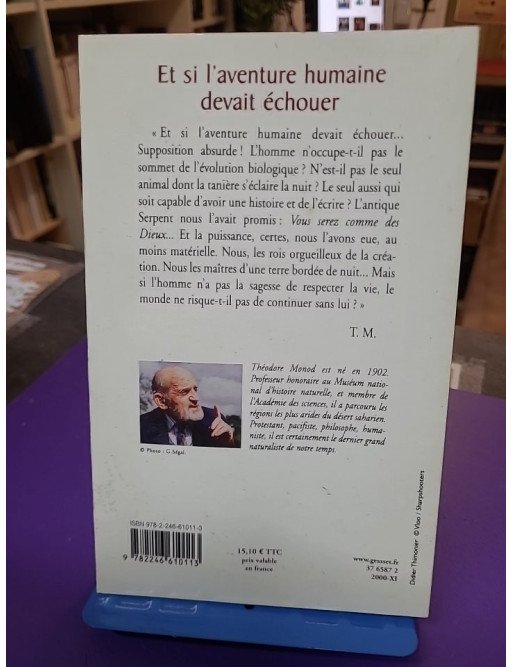 Et si l'aventure humaine
devait échouer
« Et si l'aventure humaine devait échouer...
Supposition absurde ! L'homme n'occupe-t-il pas le
sommet de l'évolution biologique ? N'est-il pas le seul
animal dont la tanière s'éclaire la nuit ? Le seul aussi qui
soit capable d'avoir une histoire et de l'écrire ? L'antique
Serpent nous l'avait promis : Vous serez comme des
Dieux... Et la puissance, certes, nous l'avons eue, au
moins matérielle. Nous, les rois orgueilleux de la créa-
tion. Nous les maîtres d'une terre bordée de nuit... Mais
si l'homme n'a pas la sagesse de respecter la vie, le
monde ne risque-t-il pas de continuer sans lui ? »
T. M.
Théodore Monod est né en 1902.
Professeur honoraire au Muséum natio-
nal d'histoire naturelle, et membre de
l'Académie des sciences, il a parcouru les
régions les plus arides du désert saharien.
Protestant, pacifiste, philosophe, huma-
niste, il est certainement le dernier grand
naturaliste de notre temps.
© Photo : G. Ségal.
ISBN 978-2-246-61011-3
9 782246 610113
15,10 € TTC
prix valable
en france
www.grasset.fr
37 6587 2
2000-XI
Didier Thimonier © Viso / Sharpshooters